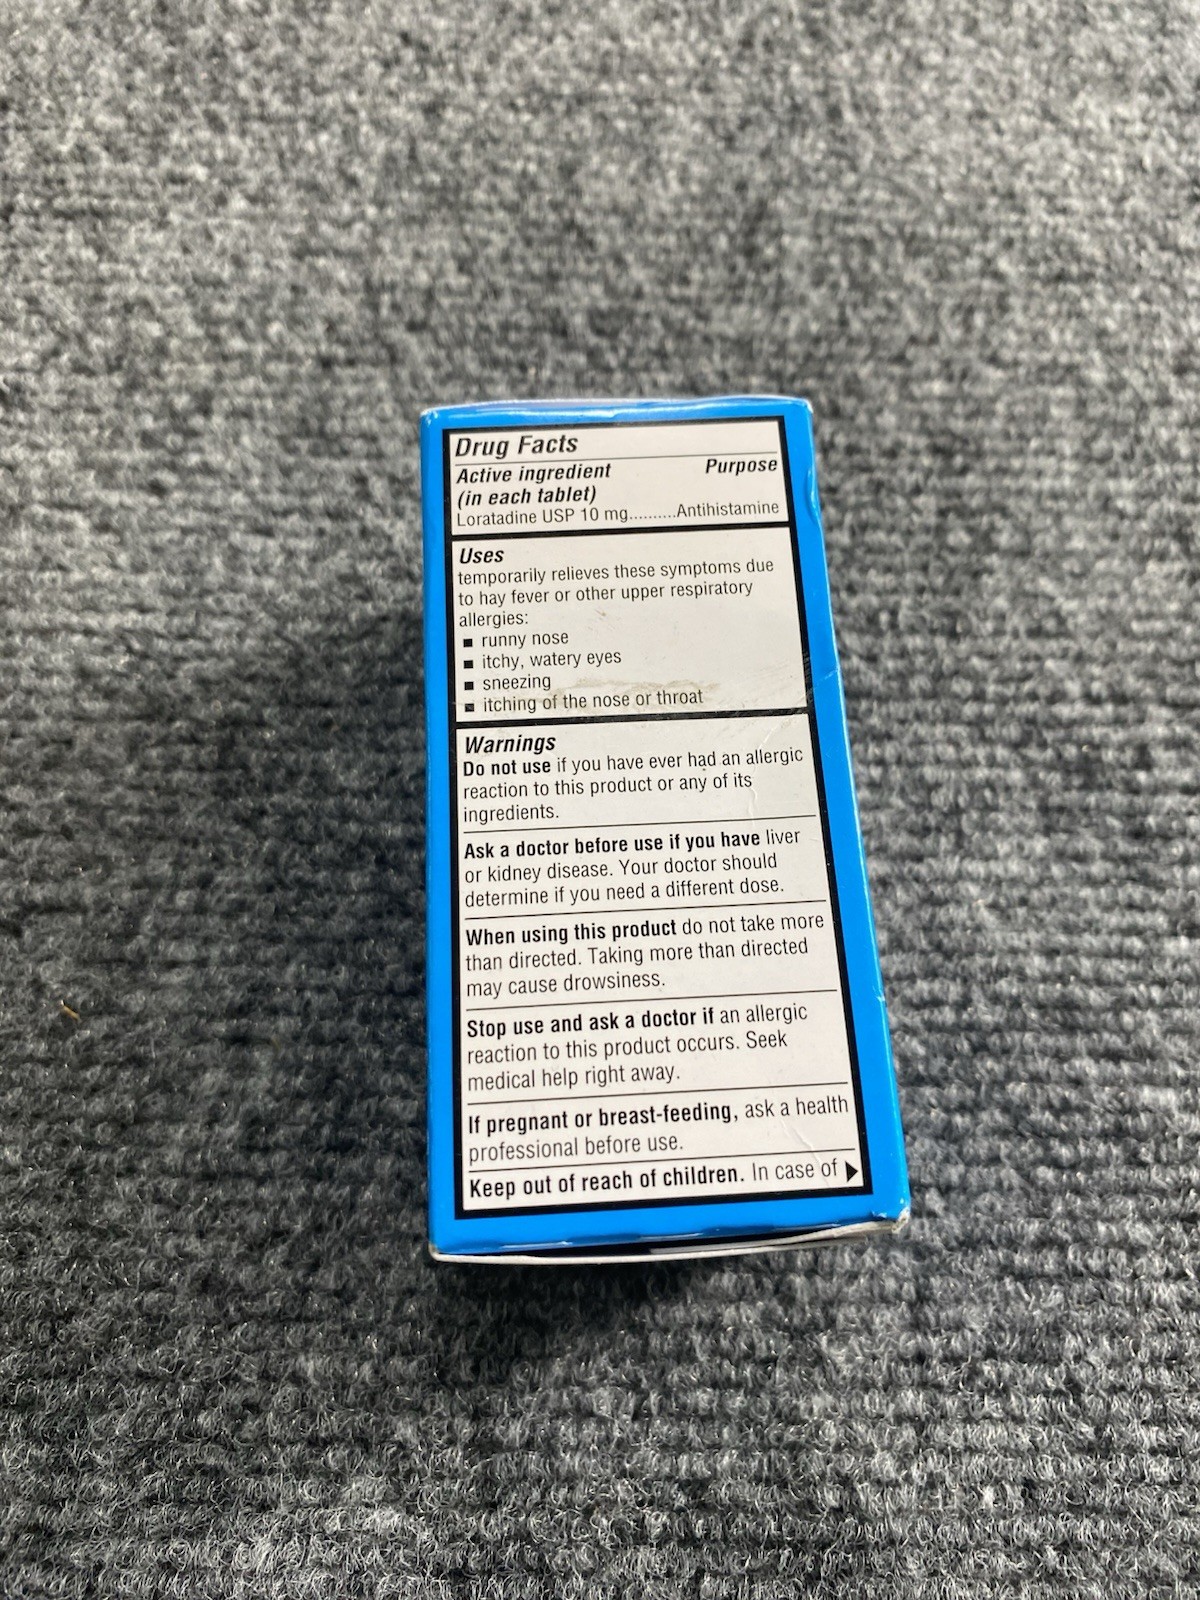 Drug Facts
Active ingredient Purpose
(in each tablet)
Loratadine USP 10 mg..........Antihistamine
Uses
temporarily relieves these symptoms due
to hay fever or other upper respiratory
allergies:
■ runny nose
■ itchy, watery eyes
■ sneezing
■ itching of the nose or throat
Warnings
Do not use if you have ever had an allergic
reaction to this product or any of its
ingredients.
Ask a doctor before use if you have liver
or kidney disease. Your doctor should
determine if you need a different dose.
When using this product do not take more
than directed. Taking more than directed
may cause drowsiness.
Stop use and ask a doctor if an allergic
reaction to this product occurs. Seek
medical help right away.
If pregnant or breast-feeding, ask a health
professional before use.
Keep out of reach of children. In case of ▶